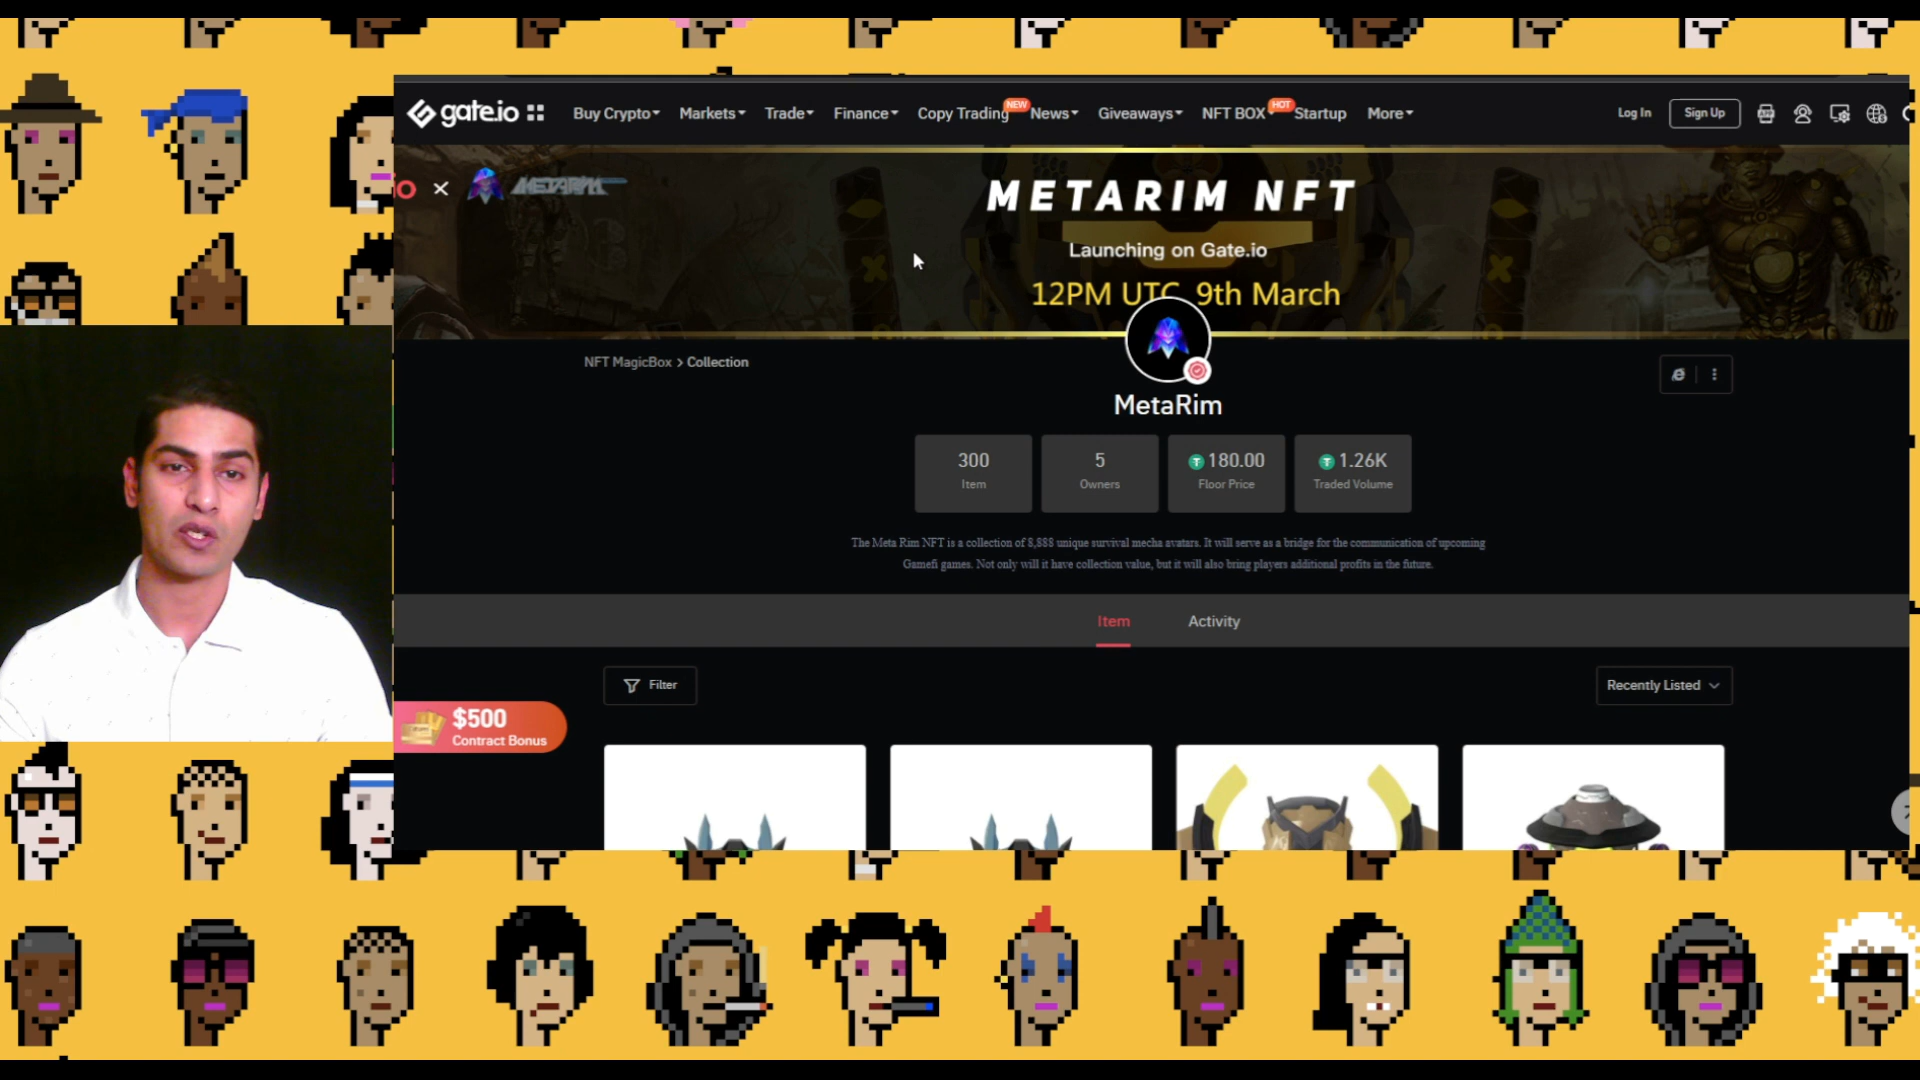 gate.io
Buy Crypto
Markets
Trade
Finance
Copy Trading
NEW
News
Giveaways
NFT BOX
HOT
Startup
More
Log In
Sign Up
METARIM
METARIM NFT
Launching on Gate.io
12PM UTC 9th March
NFT MagicBox > Collection
MetaRim
300
Item
5
Owners
180.00
Floor Price
1.26K
Traded Volume
The Meta Rim NFT is a collection of 8,888 unique survival mecha avatars. It will serve as a bridge for the communication of upcoming
Gamefi games. Not only will it have collection value, but it will also bring players additional profits in the future.
Item
Activity
Filter
Recently Listed
$500
Contract Bonus